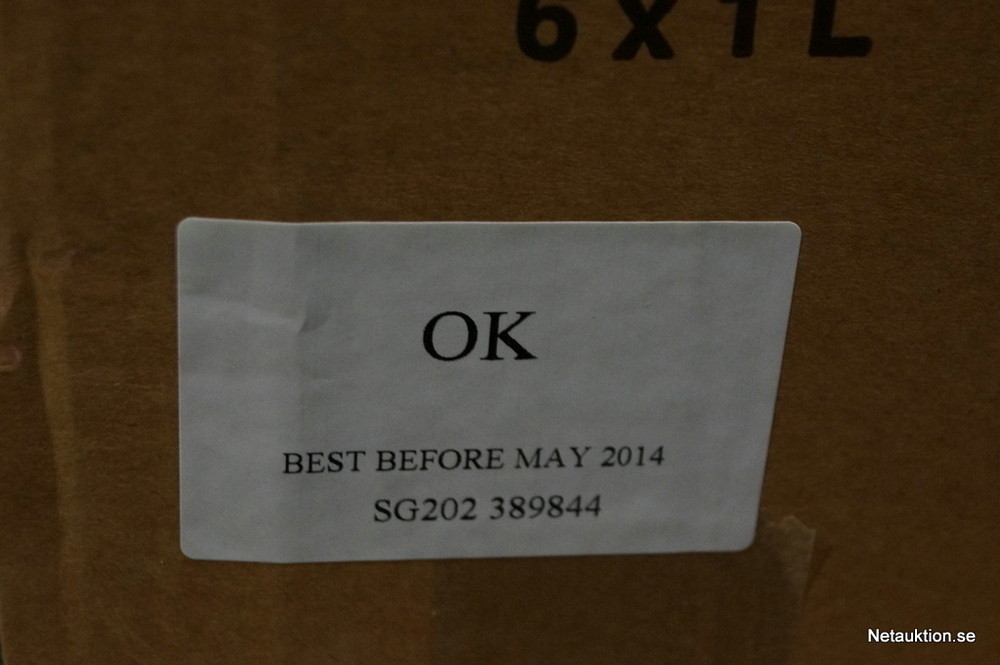 6 x 1 L
OK
BEST BEFORE MAY 2014
SG202 389844
Netauktion.se